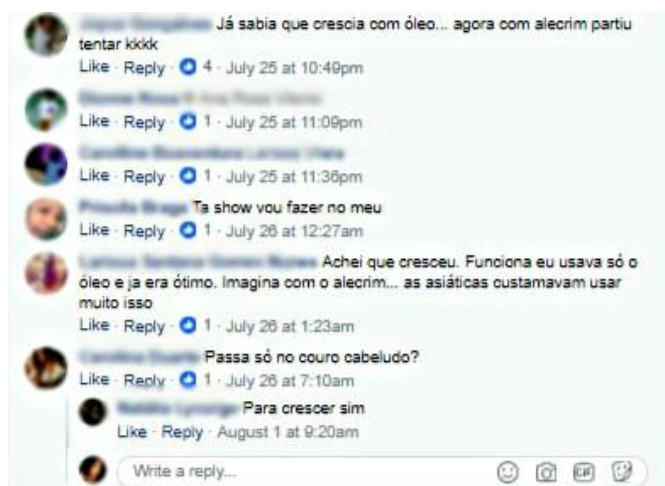 Já sabia que crescia com óleo... agora com alecrim partiu
tentar kkkk
Like · Reply · 4 · July 25 at 10:49pm
Like · Reply · 1 · July 25 at 11:09pm
Like · Reply · 1 · July 25 at 11:36pm
Ta show vou fazer no meu
Like · Reply · 1 · July 26 at 12:27am
Achei que cresceu. Funciona eu usava só o
óleo e ja era ótimo. Imagina com o alecrim... as asiáticas custamavam usar
muito isso
Like · Reply · 1 · July 26 at 1:23am
Passa só no couro cabeludo?
Like · Reply · 1 · July 26 at 7:10am
Para crescer sim
Like · Reply · August 1 at 9:20am
Write a reply...
GIF